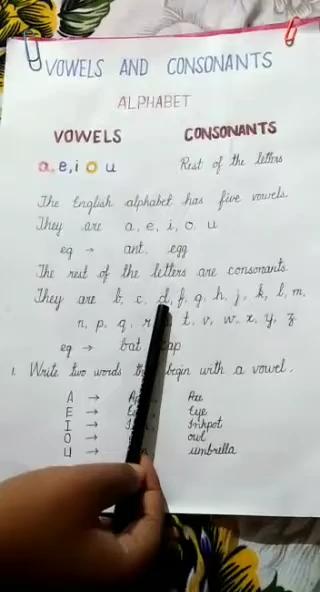 VOWELS AND CONSONANTS
ALPHABET
VOWELS CONSONANTS
a, e, i o u Rest of the letters
The English alphabet has five vowels.
They are a, e, i, o, u
eg → ant, egg
The rest of the letters are consonants.
They are b, c, d, f, g, h, j, k, l, m,
n, p, q, r t, v, w, x, y, z
eg → bat
1. Write two words begin with a vowel.
A →
E → Eye
I → Inkpot
O → owl
U → umbrella